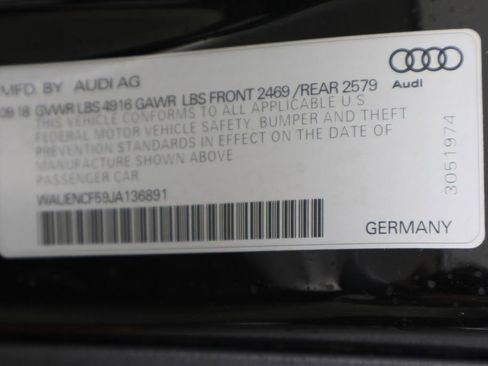 MFD. BY AUDI AG
09 18 GVWR LBS 4916 GAWR LBS FRONT 2469 /REAR 2579
THIS VEHICLE CONFORMS TO ALL APPLICABLE U S
FEDERAL MOTOR VEHICLE SAFETY, BUMPER AND THEFT
PREVENTION STANDARDS IN EFFECT ON THE DATE OF
MANUFACTURE SHOWN ABOVE
PASSENGER CAR
WAUENCF59JA136891
Audi
3051974
GERMANY